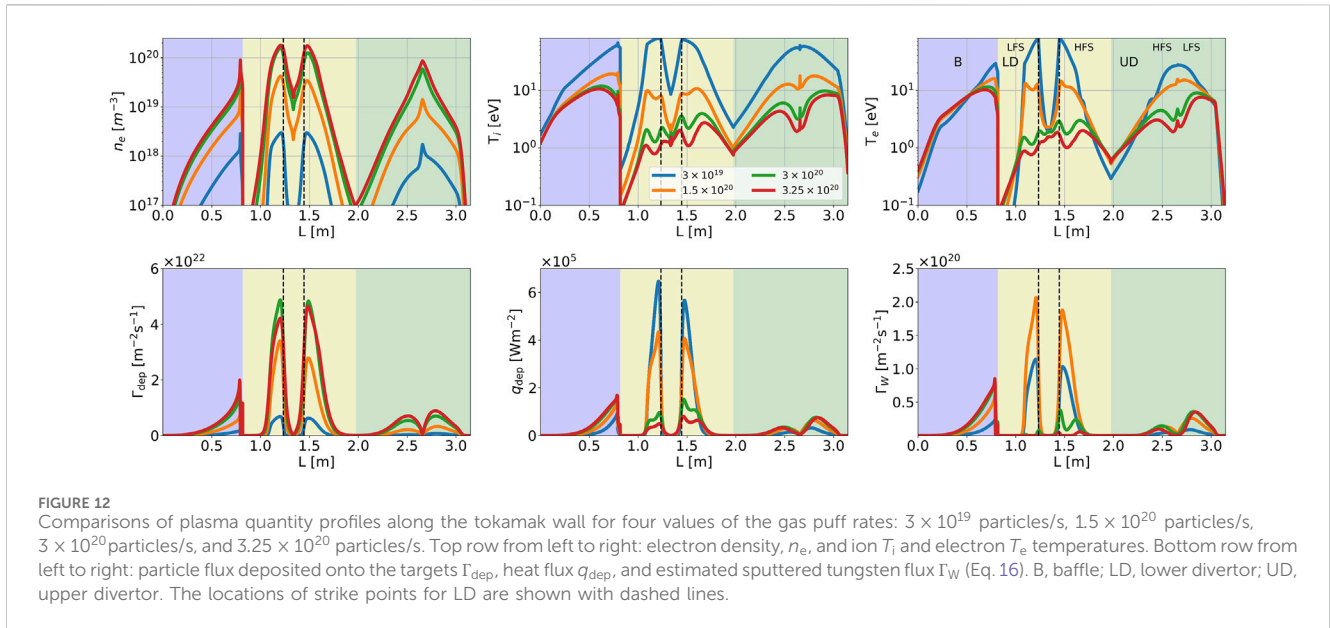 10^20
10^19
10^18
10^17
n_e [m^−3]
0.0 0.5 1.0 1.5 2.0 2.5 3.0
L [m]
10^1
10^0
10^−1
T_i [eV]
3 × 10^19
1.5 × 10^20
3 × 10^20
3.25 × 10^20
0.0 0.5 1.0 1.5 2.0 2.5 3.0
L [m]
10^1
10^0
10^−1
T_e [eV]
LFS HFS HFS LFS
B LD UD
0.0 0.5 1.0 1.5 2.0 2.5 3.0
L [m]
×10^22
6
4
2
0
Γ_dep [m^−2s^−1]
0.0 0.5 1.0 1.5 2.0 2.5 3.0
L [m]
×10^5
6
4
2
0
q_dep [Wm^−2]
0.0 0.5 1.0 1.5 2.0 2.5 3.0
L [m]
×10^20
2.5
2.0
1.5
1.0
0.5
0.0
Γ_W [m^−2s^−1]
0.0 0.5 1.0 1.5 2.0 2.5 3.0
L [m]
FIGURE 12
Comparisons of plasma quantity profiles along the tokamak wall for four values of the gas puff rates: 3 × 10^19 particles/s, 1.5 × 10^20 particles/s,
3 × 10^20particles/s, and 3.25 × 10^20 particles/s. Top row from left to right: electron density, n_e, and ion T_i and electron T_e temperatures. Bottom row from
left to right: particle flux deposited onto the targets Γ_dep, heat flux q_dep, and estimated sputtered tungsten flux Γ_W (Eq. 16). B, baffle; LD, lower divertor; UD,
upper divertor. The locations of strike points for LD are shown with dashed lines.